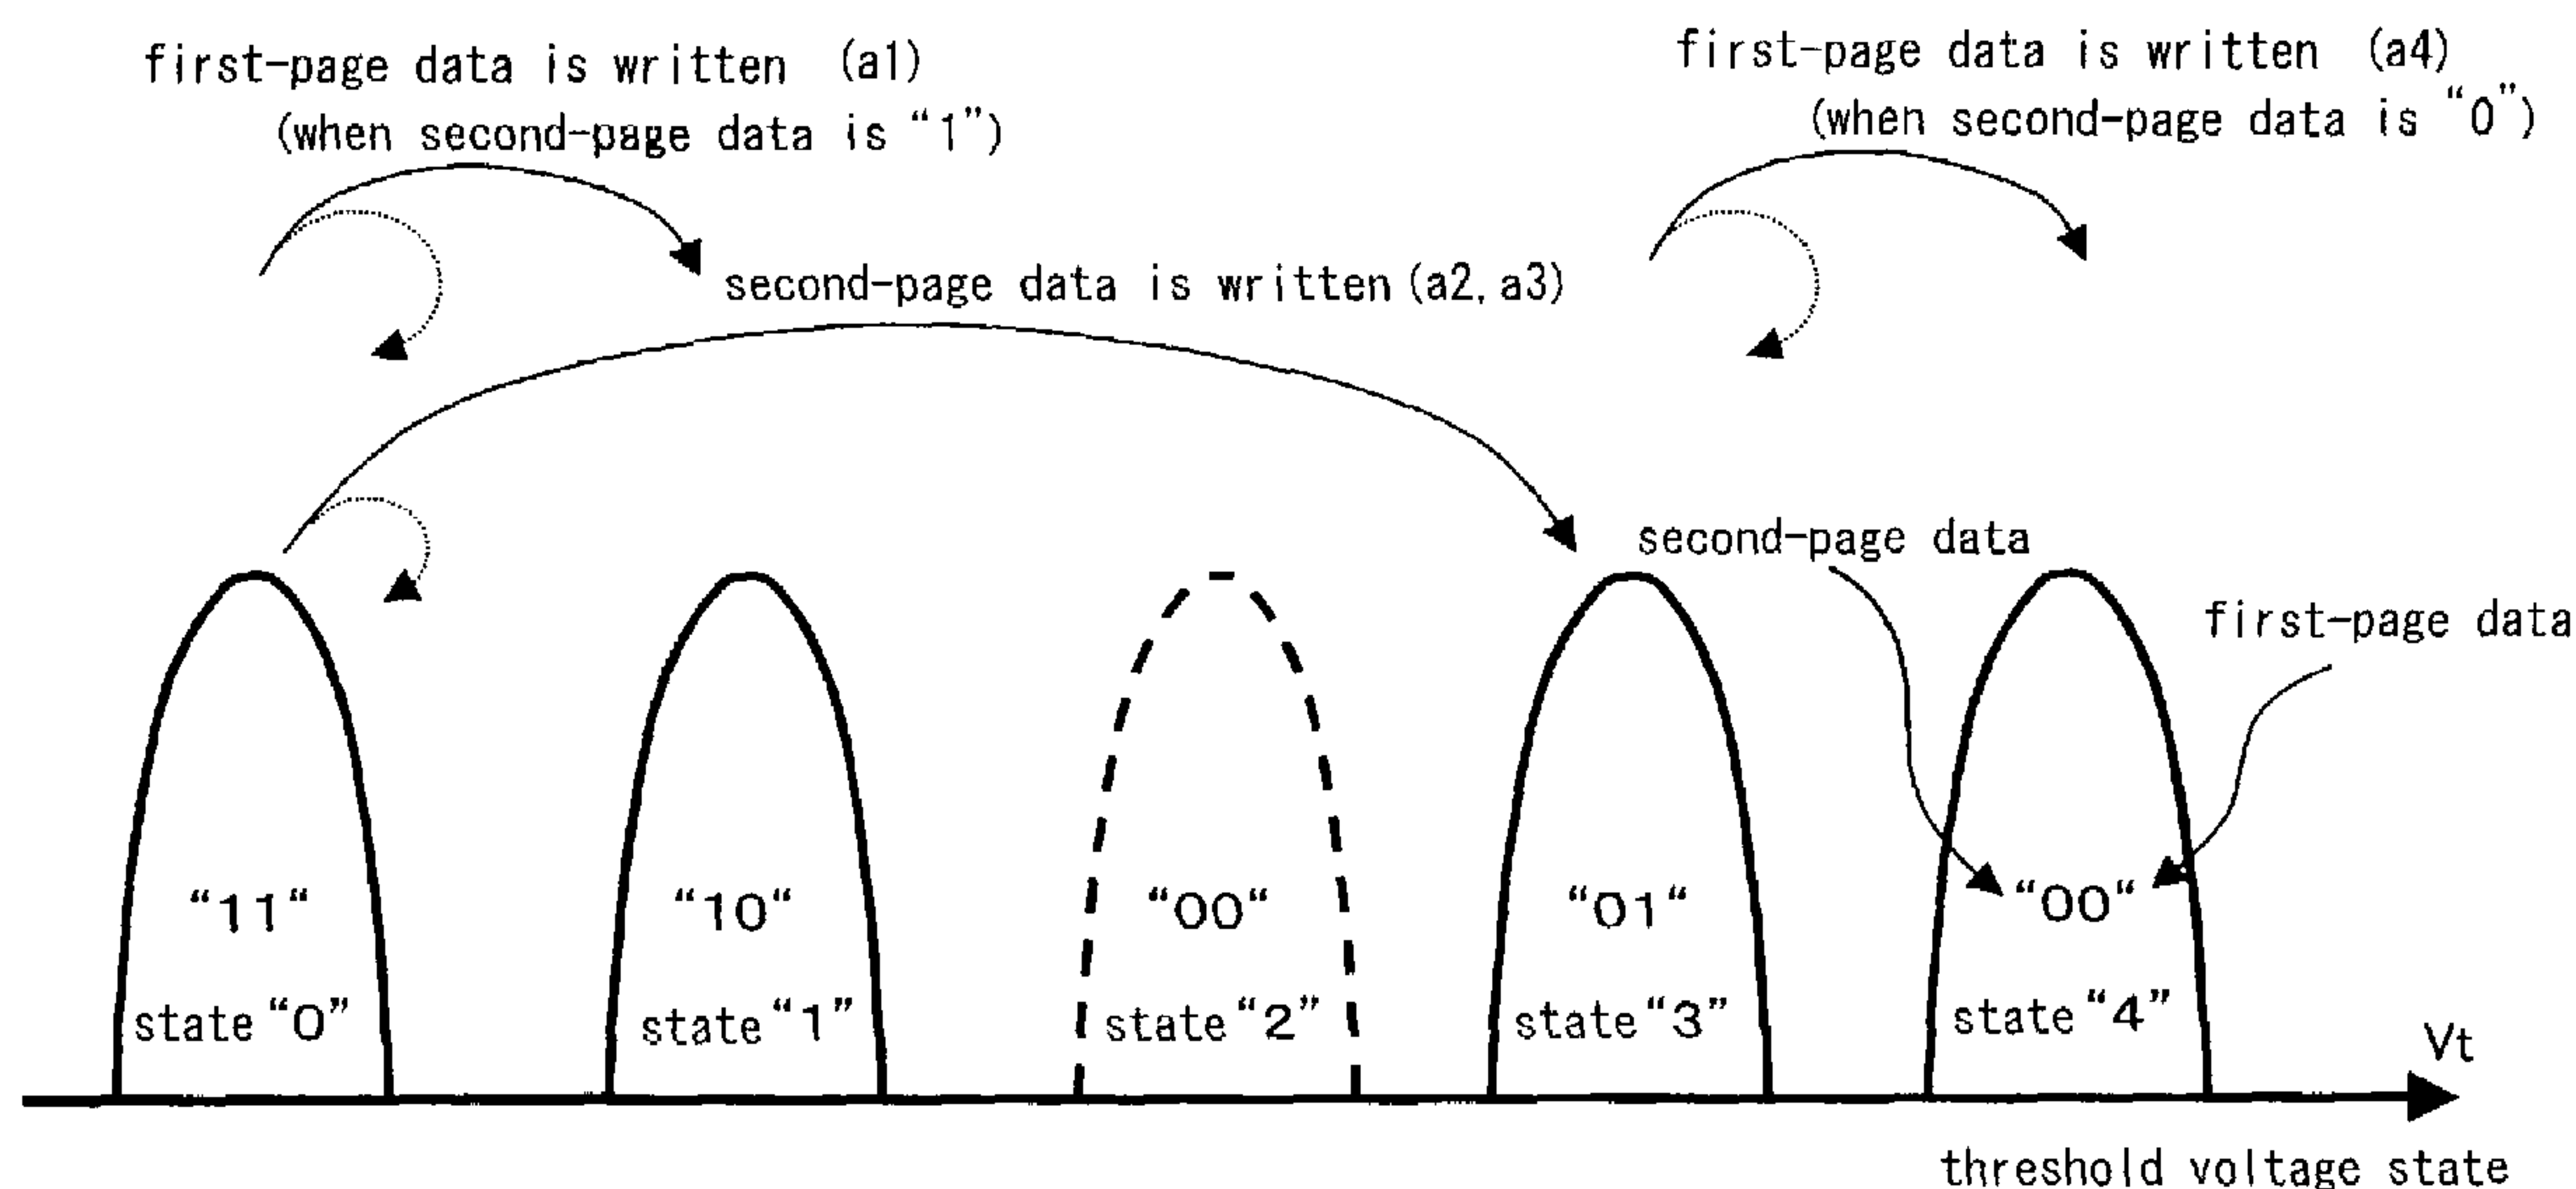 first-page data is written (a1)
(when second-page data is “1”)
first-page data is written (a4)
(when second-page data is “0”)
second-page data is written (a2, a3)
second-page data
first-page data
“11“
“10“
“00“
“01“
“00“
state “0”
state “1”
state “2”
state “3”
state “4”
Vt
threshold voltage state